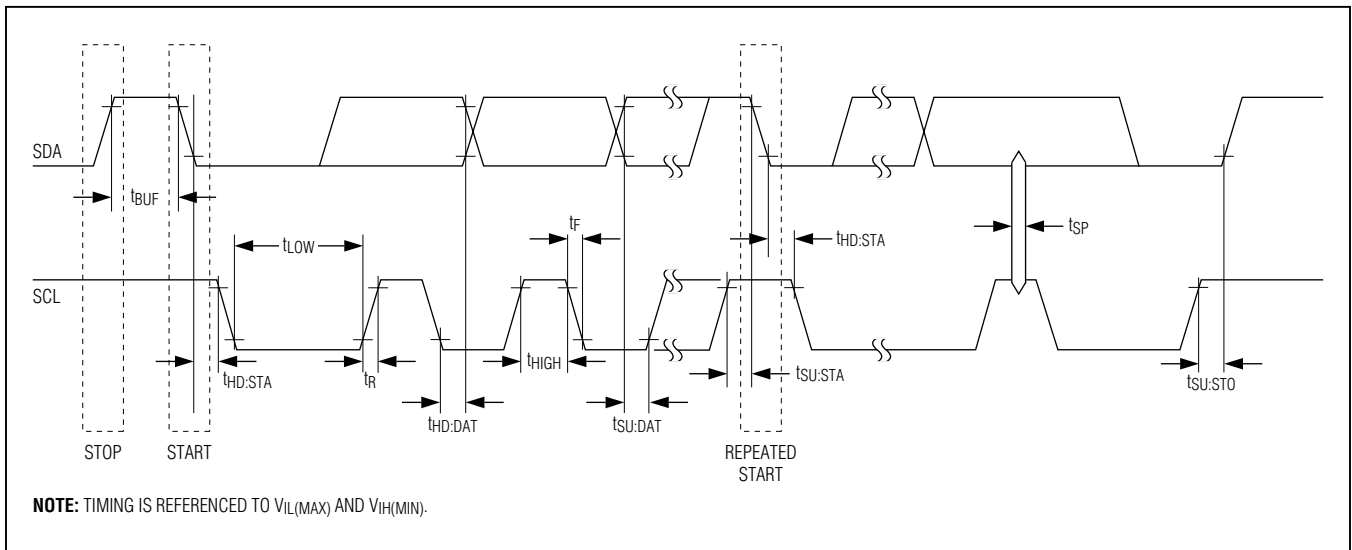 SDA
tBUF
tLOW
tF
tHD:STA
tSP
SCL
tHD:STA
tR
tHIGH
tSU:STA
tSU:STO
tHD:DAT
tSU:DAT
STOP
START
REPEATED
START
NOTE: TIMING IS REFERENCED TO VIL(MAX) AND VIH(MIN).